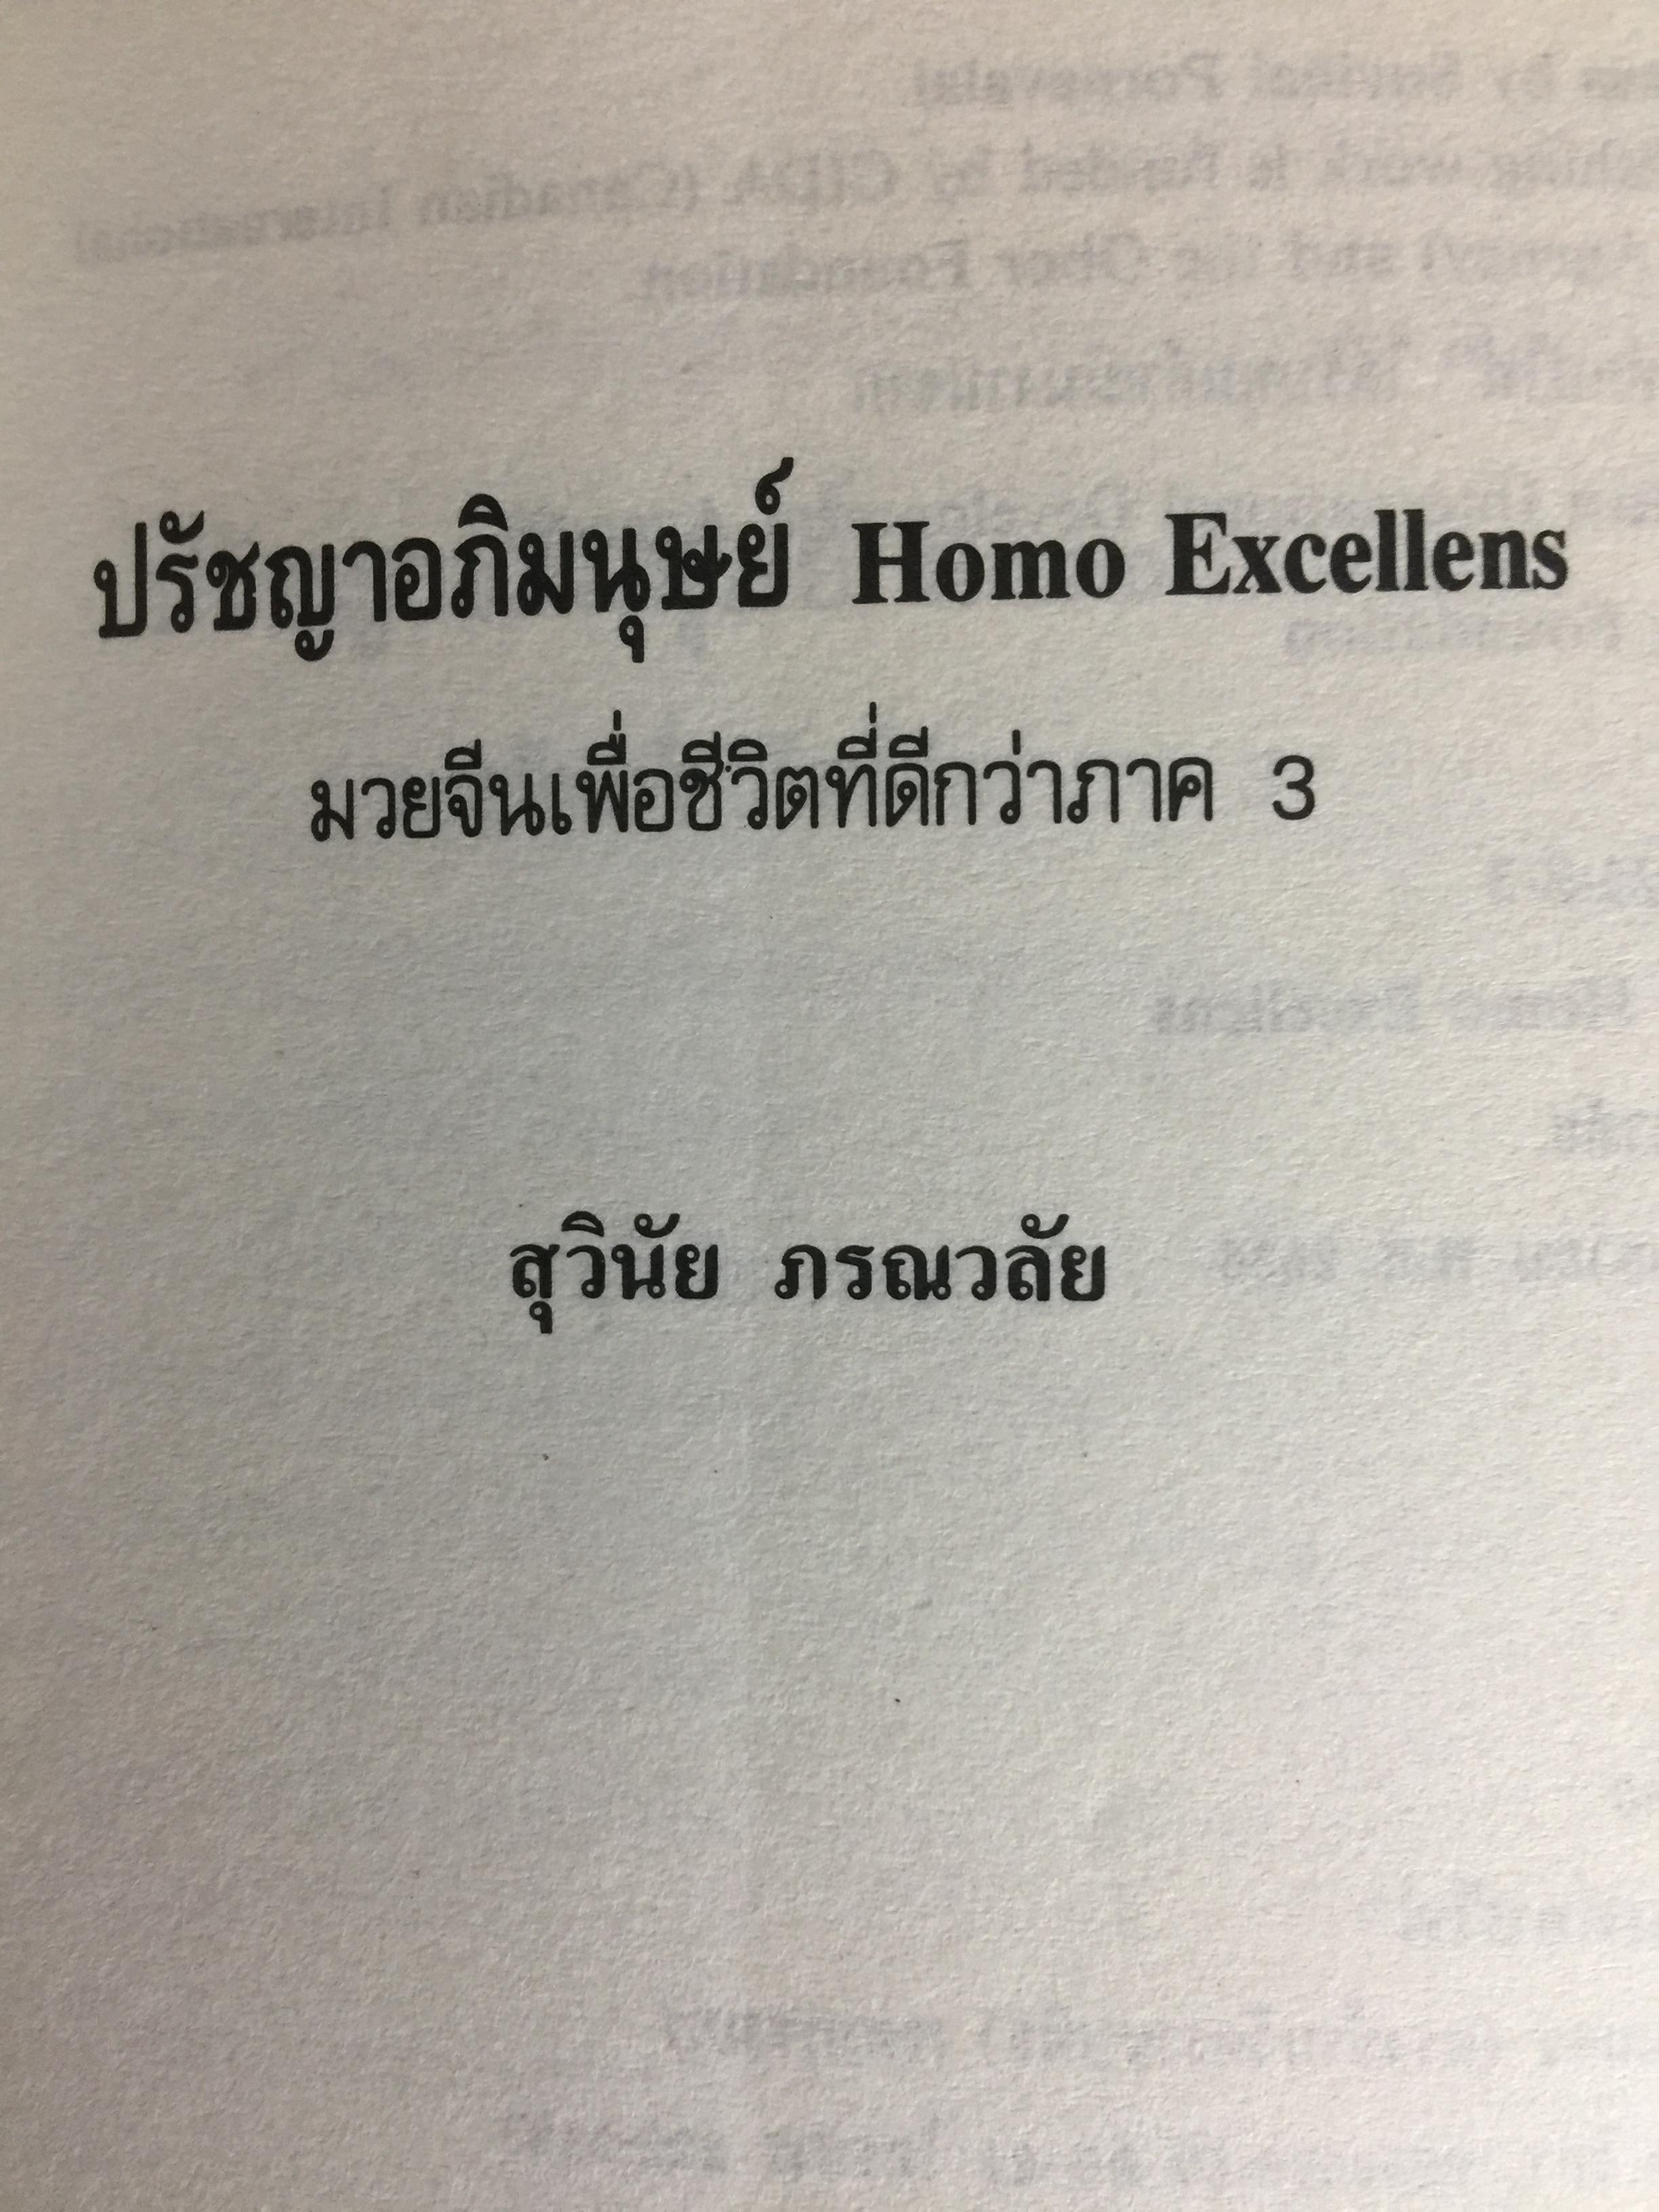 ปรัชญาอภิมนุษย์ Homo Excellens
มวยจีนเพื่อชีวิตที่ดีกว่าภาค 3
สุวินัย ภรณวลัย